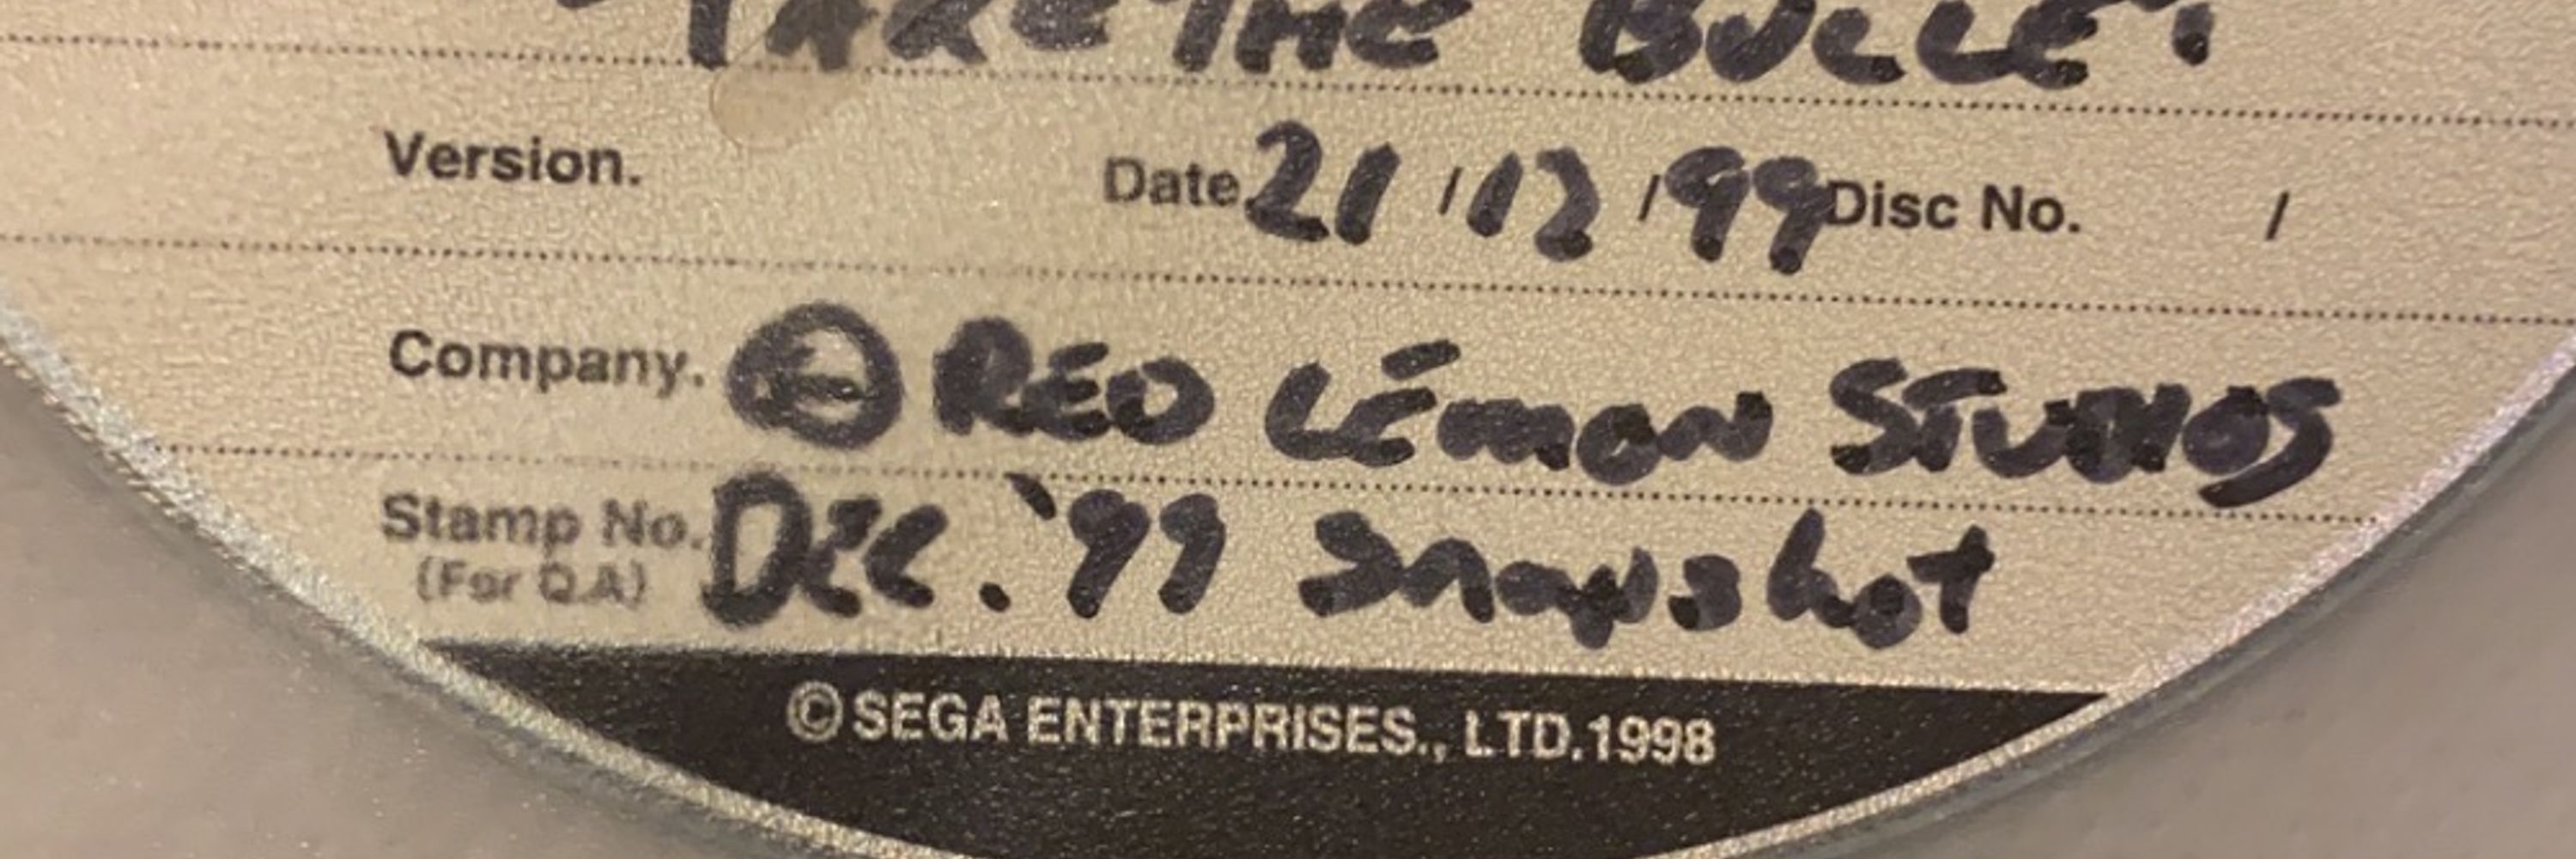 TAKE THE BULLET
Version. Date 21/12/99 Disc No. /
Company. RED LEMON STUDIOS
Stamp No. DEC. '99 Snapshot
(For Q.A)
©SEGA ENTERPRISES., LTD.1998